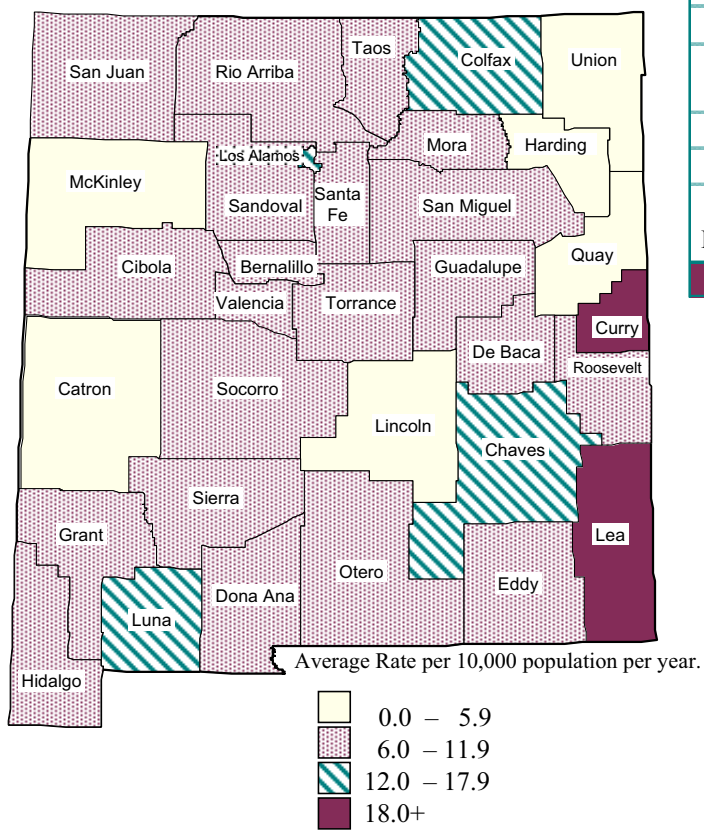 Taos
San Juan
Rio Arriba
Colfax
Union
Mora
Harding
Los Alamos
McKinley
Santa
Fe
Sandoval
San Miguel
Quay
Cibola
Bernalillo
Guadalupe
Valencia
Torrance
Curry
De Baca
Roosevelt
Catron
Socorro
Lincoln
Chaves
Sierra
Grant
Lea
Otero
Eddy
Dona Ana
Luna
Hidalgo
Average Rate per 10,000 population per year.
0.0 – 5.9
6.0 – 11.9
12.0 – 17.9
18.0+